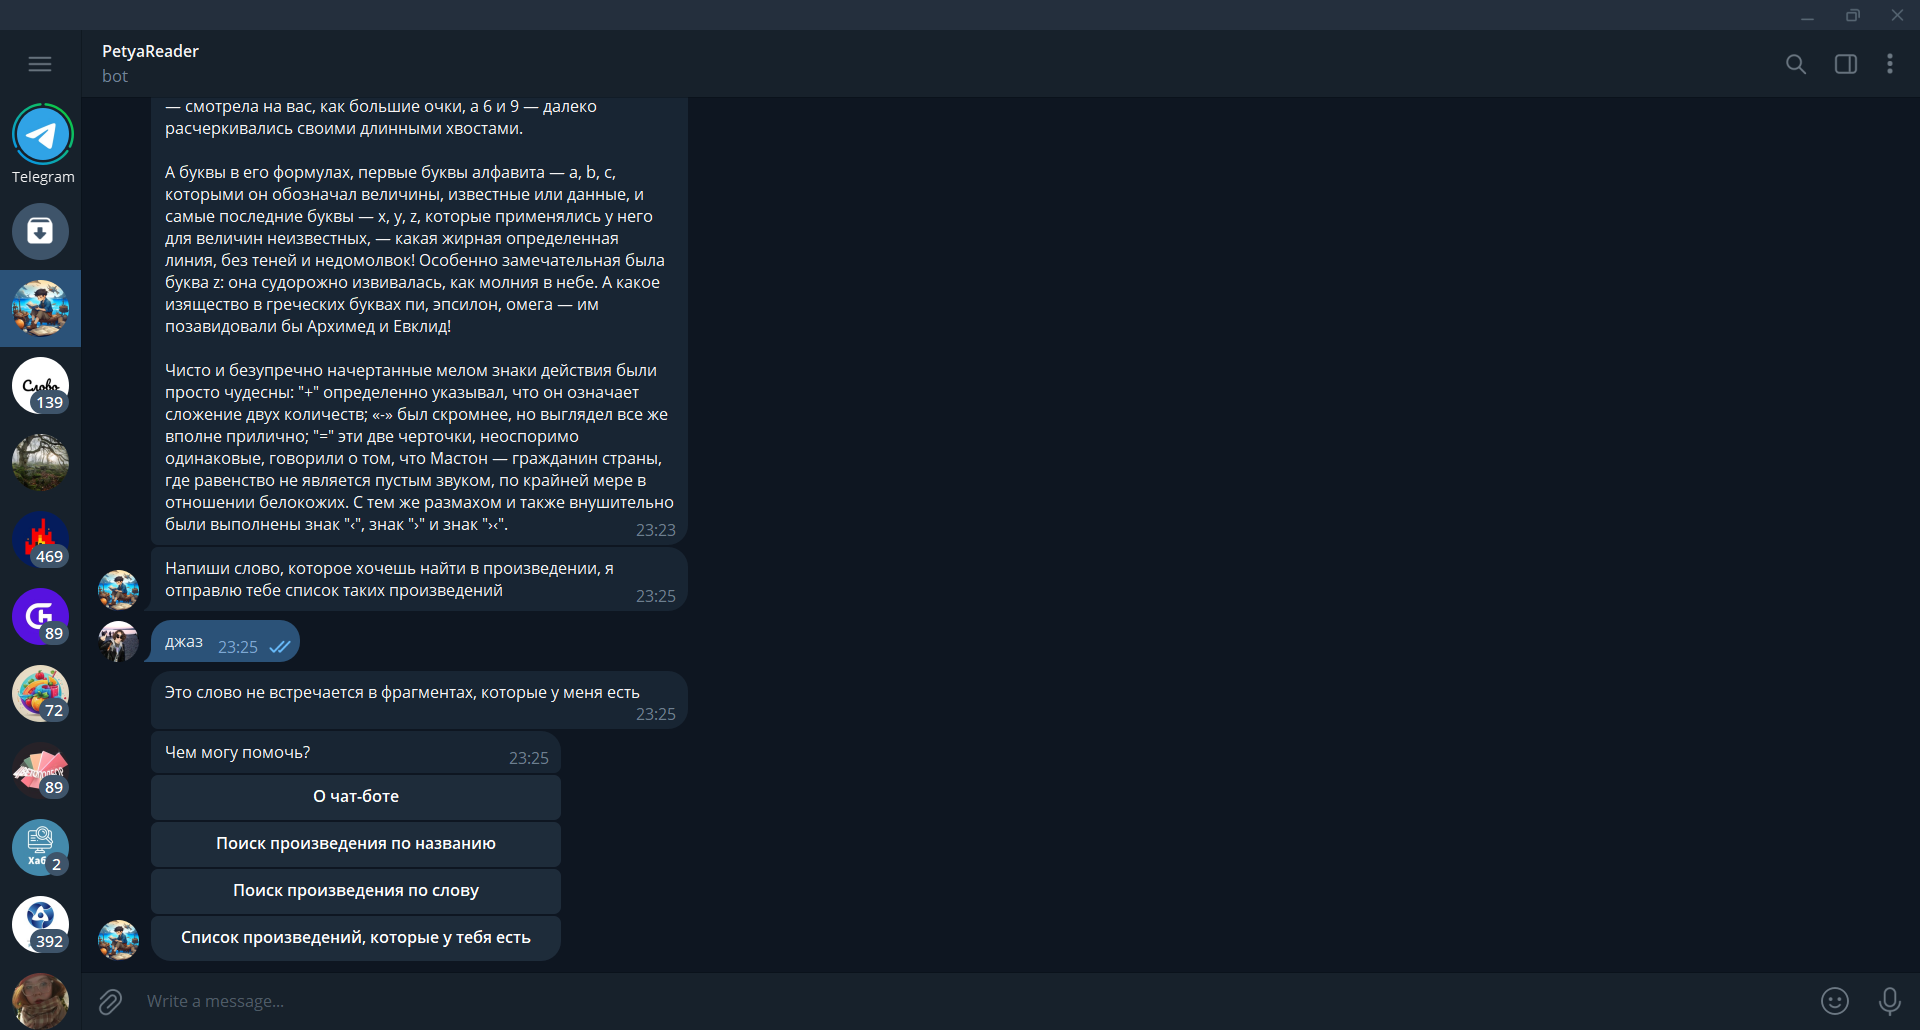 PetyaReader
bot
Telegram
139
469
89
72
89
Хаб
2
392
— смотрела на вас, как большие очки, а 6 и 9 — далеко
расчеркивались своими длинными хвостами.
А буквы в его формулах, первые буквы алфавита — a, b, c,
которыми он обозначал величины, известные или данные, и
самые последние буквы — x, y, z, которые применялись у него
для величин неизвестных, — какая жирная определенная
линия, без теней и недомолвок! Особенно замечательная была
буква z: она судорожно извивалась, как молния в небе. А какое
изящество в греческих буквах пи, эпсилон, омега — им
позавидовали бы Архимед и Евклид!
Чисто и безупречно начертанные мелом знаки действия были
просто чудесны: "+" определенно указывал, что он означает
сложение двух количеств; «-» был скромнее, но выглядел все же
вполне прилично; "=" эти две черточки, неоспоримо
одинаковые, говорили о том, что Мастон — гражданин страны,
где равенство не является пустым звуком, по крайней мере в
отношении белокожих. С тем же размахом и также внушительно
были выполнены знак "‹", знак "›" и знак "›‹".
23:23
Напиши слово, которое хочешь найти в произведении, я
отправлю тебе список таких произведений
23:25
джаз 23:25
Это слово не встречается в фрагментах, которые у меня есть
23:25
Чем могу помочь? 23:25
О чат-боте
Поиск произведения по названию
Поиск произведения по слову
Список произведений, которые у тебя есть
Write a message...